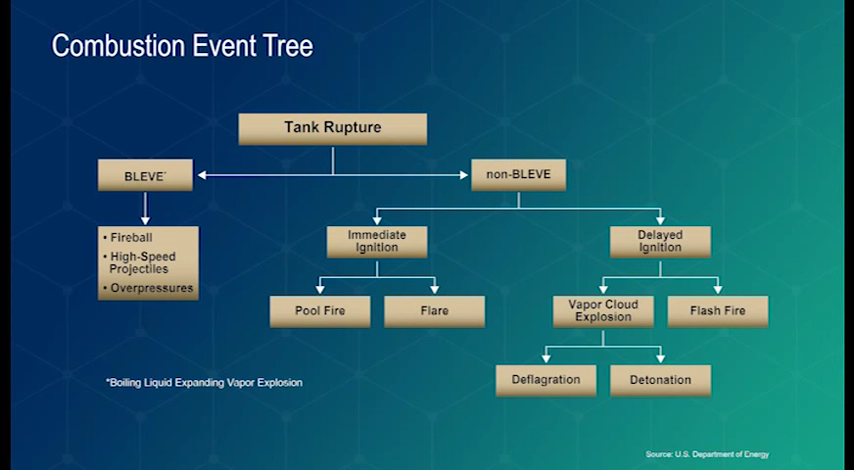 Combustion Event Tree
Tank Rupture
BLEVE*
non-BLEVE
• Fireball
• High-Speed
Projectiles
• Overpressures
Immediate
Ignition
Delayed
Ignition
Pool Fire
Flare
Vapor Cloud
Explosion
Flash Fire
Deflagration
Detonation
*Boiling Liquid Expanding Vapor Explosion
Source: U.S. Department of Energy